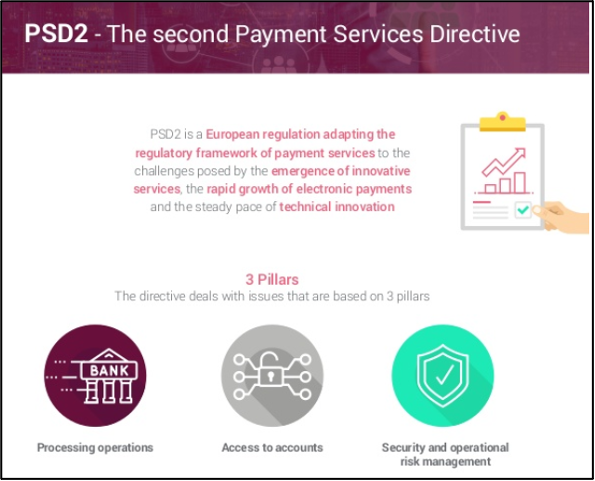 PSD2 - The second Payment Services Directive
PSD2 is a European regulation adapting the
regulatory framework of payment services to the
challenges posed by the emergence of innovative
services, the rapid growth of electronic payments
and the steady pace of technical innovation
3 Pillars
The directive deals with issues that are based on 3 pillars
BANK
Processing operations
Access to accounts
Security and operational
risk management